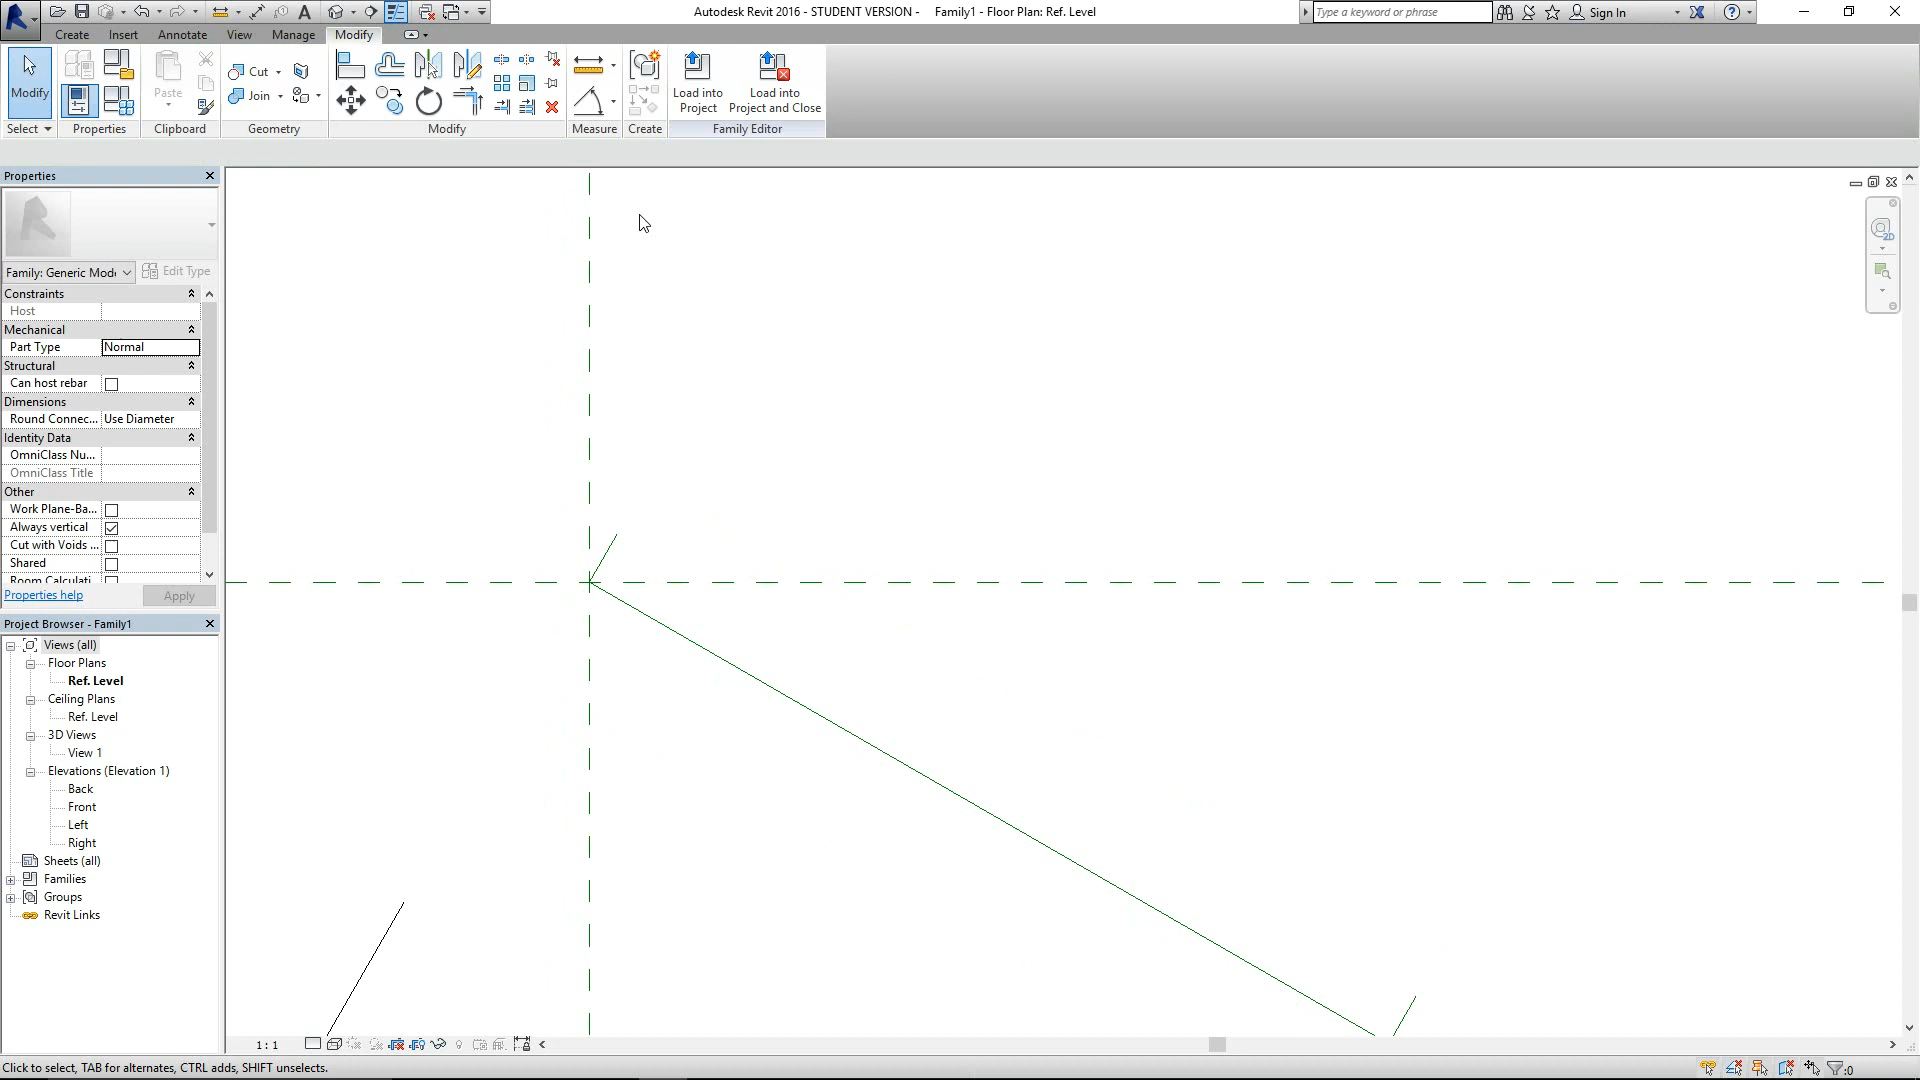 Autodesk Revit 2016 - STUDENT VERSION -     Family1 - Floor Plan: Ref. Level
Type a keyword or phrase
Sign In
Create Insert Annotate View Manage Modify
Modify
Paste
Cut
Join
Load into Project
Load into Project and Close
Select Properties Clipboard Geometry Modify Measure Create Family Editor
Properties
Family: Generic Mod
Edit Type
Constraints
Host
Mechanical
Part Type Normal
Structural
Can host rebar
Dimensions
Round Connec... Use Diameter
Identity Data
OmniClass Nu...
OmniClass Title
Other
Work Plane-Ba...
Always vertical
Cut with Voids ...
Shared
Room Calculati
Properties help
Apply
Project Browser - Family1
Views (all)
Floor Plans
Ref. Level
Ceiling Plans
Ref. Level
3D Views
View 1
Elevations (Elevation 1)
Back
Front
Left
Right
Sheets (all)
Families
Groups
Revit Links
2D
1 : 1
Click to select, TAB for alternates, CTRL adds, SHIFT unselects.
:0